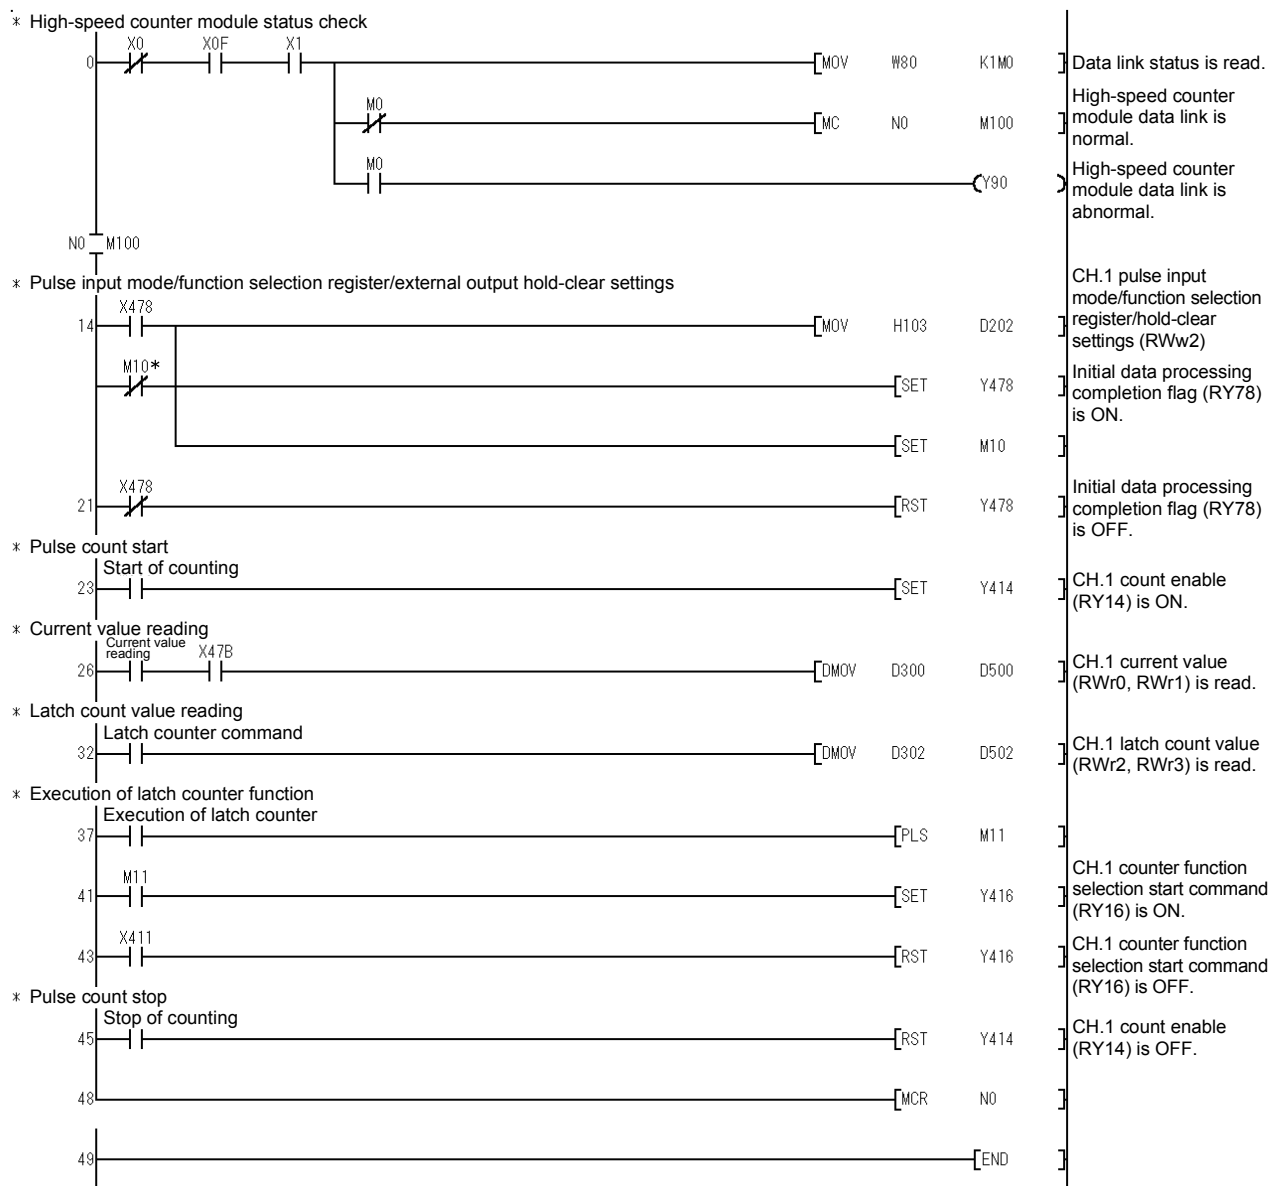 * High-speed counter module status check
X0 X0F X1
0 MOV W80 K1M0 Data link status is read.
M0
MC N0 M100
High-speed counter
module data link is
normal.
M0
Y90
High-speed counter
module data link is
abnormal.
N0 M100
* Pulse input mode/function selection register/external output hold-clear settings
X478
14 MOV H103 D202
CH.1 pulse input
mode/function selection
register/hold-clear
settings (RWw2)
M10*
SET Y478
Initial data processing
completion flag (RY78)
is ON.
SET M10
X478
21 RST Y478
Initial data processing
completion flag (RY78)
is OFF.
* Pulse count start
Start of counting
23 SET Y414
CH.1 count enable
(RY14) is ON.
* Current value reading
Current value
reading X47B
26 DMOV D300 D500
CH.1 current value
(RWr0, RWr1) is read.
* Latch count value reading
Latch counter command
32 DMOV D302 D502
CH.1 latch count value
(RWr2, RWr3) is read.
* Execution of latch counter function
Execution of latch counter
37 PLS M11
M11
41 SET Y416
CH.1 counter function
selection start command
(RY16) is ON.
X411
43 RST Y416
CH.1 counter function
selection start command
(RY16) is OFF.
* Pulse count stop
Stop of counting
45 RST Y414
CH.1 count enable
(RY14) is OFF.
48 MCR N0
49 END